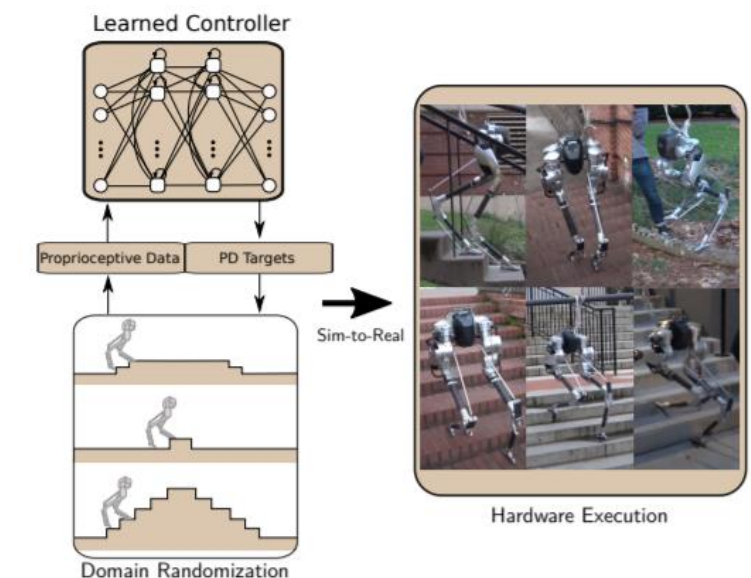 Learned Controller
Proprioceptive Data
PD Targets
Sim-to-Real
Domain Randomization
Hardware Execution